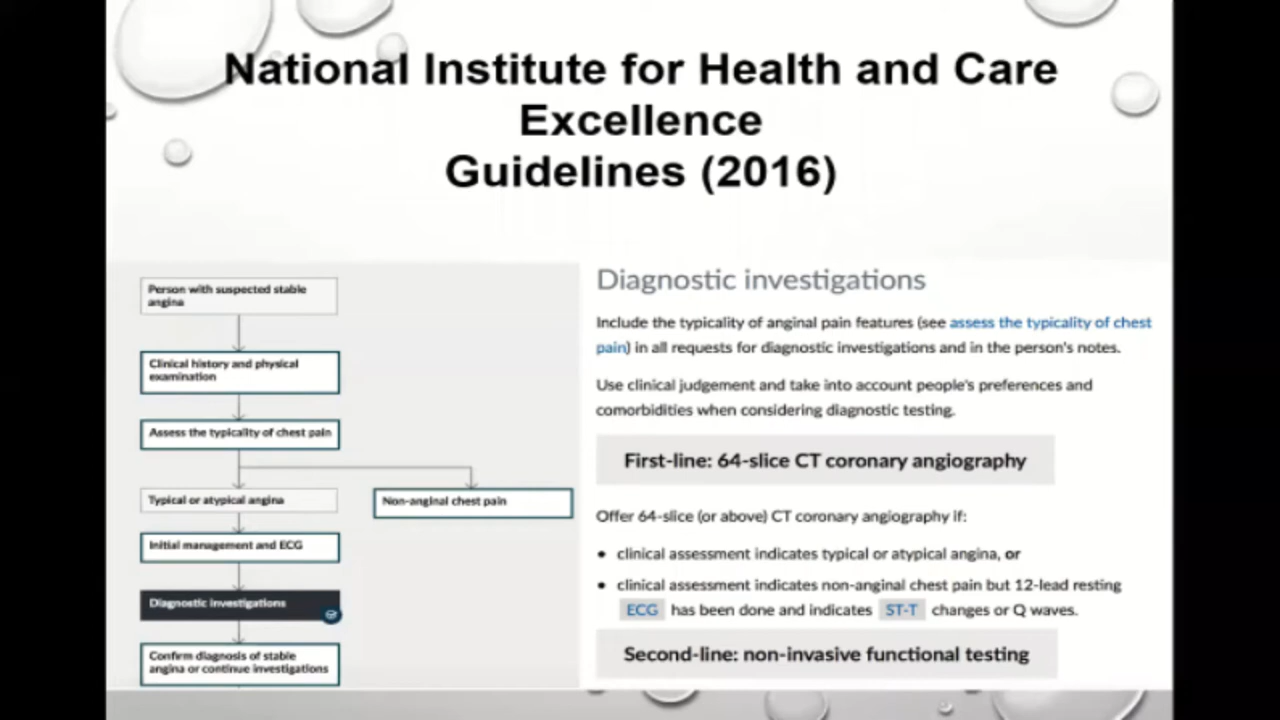 National Institute for Health and Care
Excellence
Guidelines (2016)
Person with suspected stable
angina
Clinical history and physical
examination
Assess the typicality of chest pain
Typical or atypical angina
Non-anginal chest pain
Initial management and ECG
Diagnostic investigations
Confirm diagnosis of stable
angina or continue investigations
Diagnostic investigations
Include the typicality of anginal pain features (see assess the typicality of chest
pain) in all requests for diagnostic investigations and in the person's notes.
Use clinical judgement and take into account people's preferences and
comorbidities when considering diagnostic testing.
First-line: 64-slice CT coronary angiography
Offer 64-slice (or above) CT coronary angiography if:
• clinical assessment indicates typical or atypical angina, or
• clinical assessment indicates non-anginal chest pain but 12-lead resting
ECG has been done and indicates ST-T changes or Q waves.
Second-line: non-invasive functional testing